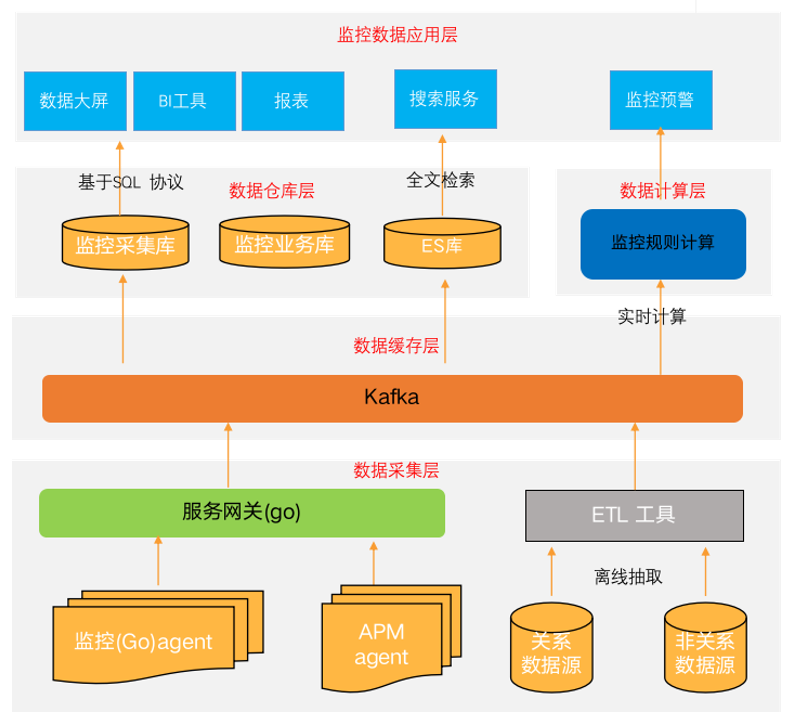 监控数据应用层
数据大屏
BI工具
报表
搜索服务
监控预警
基于SQL 协议
数据仓库层
全文检索
数据计算层
监控采集库
监控业务库
ES库
监控规则计算
实时计算
数据缓存层
Kafka
数据采集层
服务网关(go)
ETL 工具
离线抽取
监控(Go)agent
APM
agent
关系
数据源
非关系
数据源